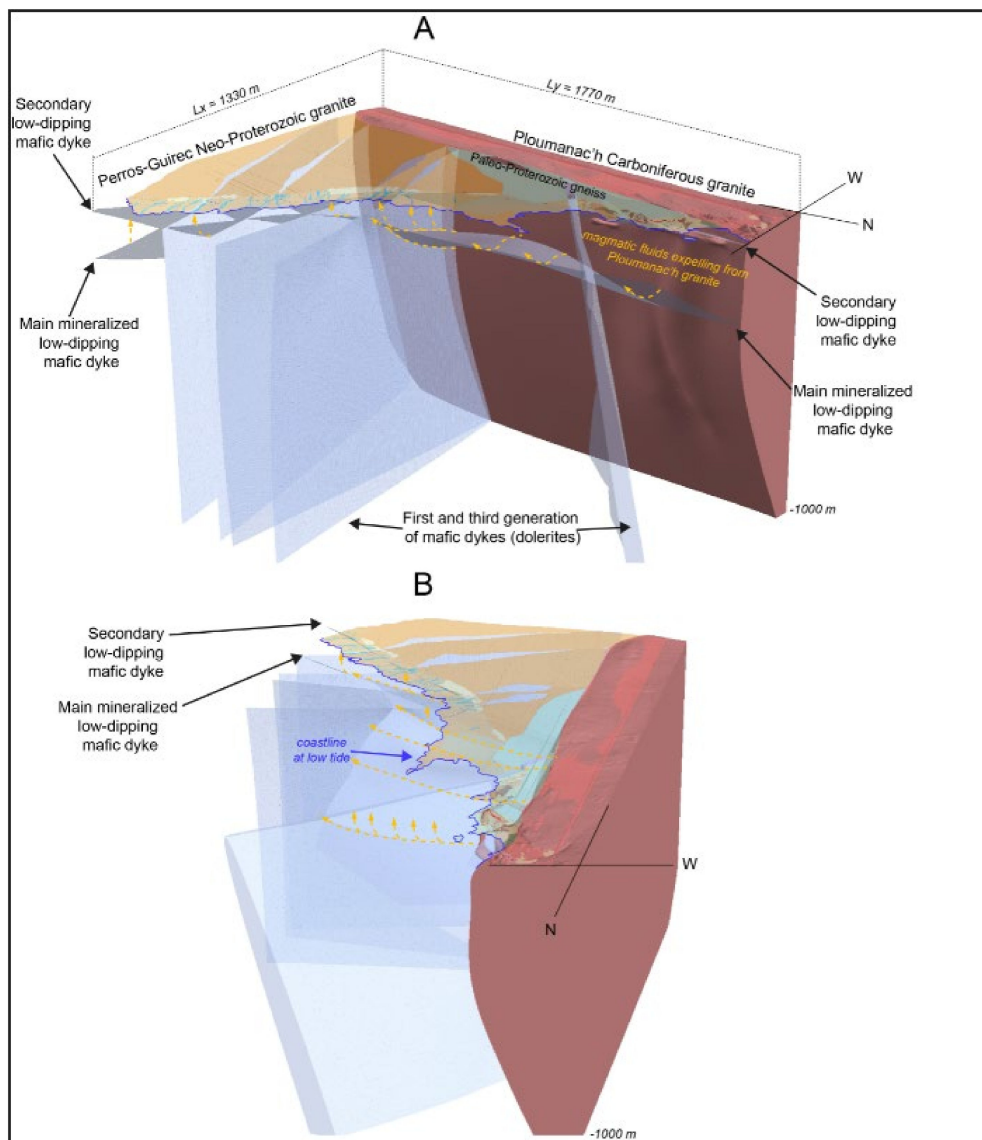 A
Lx = 1330 m
Ly = 1770 m
Secondary
low-dipping
mafic dyke
Perros-Guirec Neo-Proterozoic granite
Ploumanac'h Carboniferous granite
Paleo-Proterozoic gneiss
W
N
magmatic fluids expelling from
Ploumanac'h granite
Main mineralized
low-dipping
mafic dyke
Secondary
low-dipping
mafic dyke
Main mineralized
low-dipping
mafic dyke
-1000 m
First and third generation
of mafic dykes (dolerites)
B
Secondary
low-dipping
mafic dyke
Main mineralized
low-dipping
mafic dyke
coastline
at low tide
W
N
-1000 m